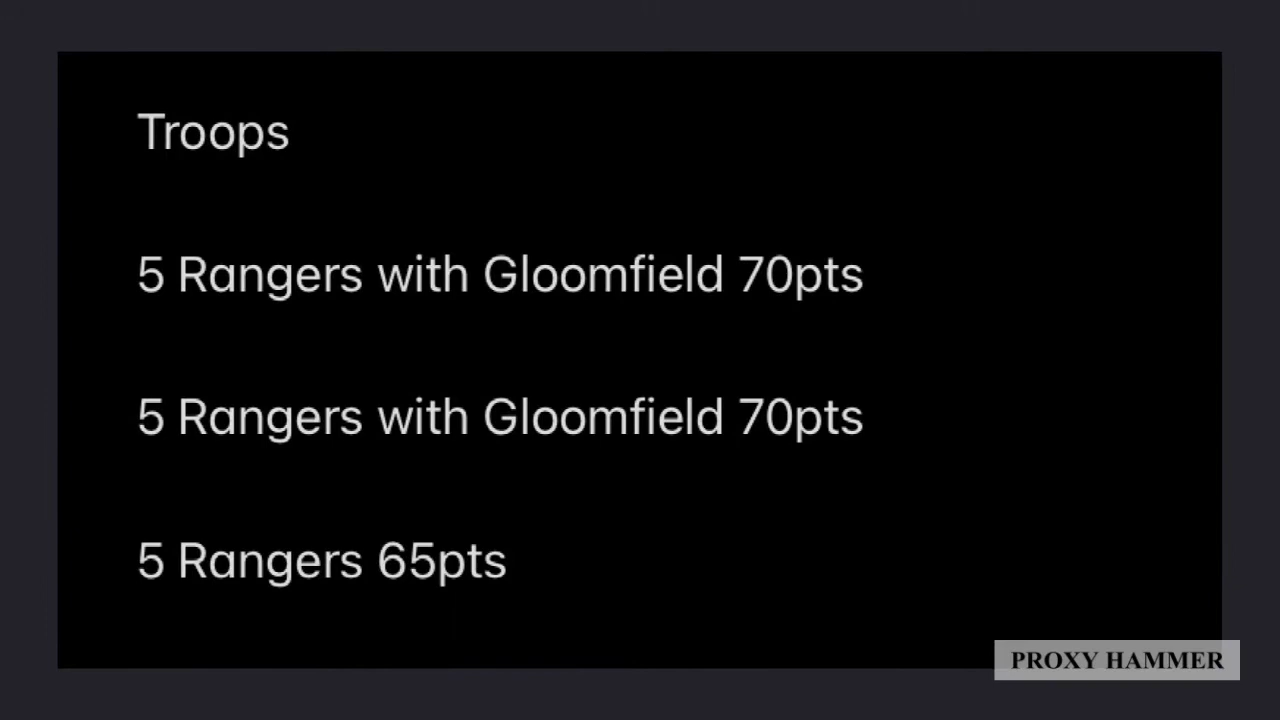 Troops
5 Rangers with Gloomfield 70pts
5 Rangers with Gloomfield 70pts
5 Rangers 65pts
PROXY HAMMER